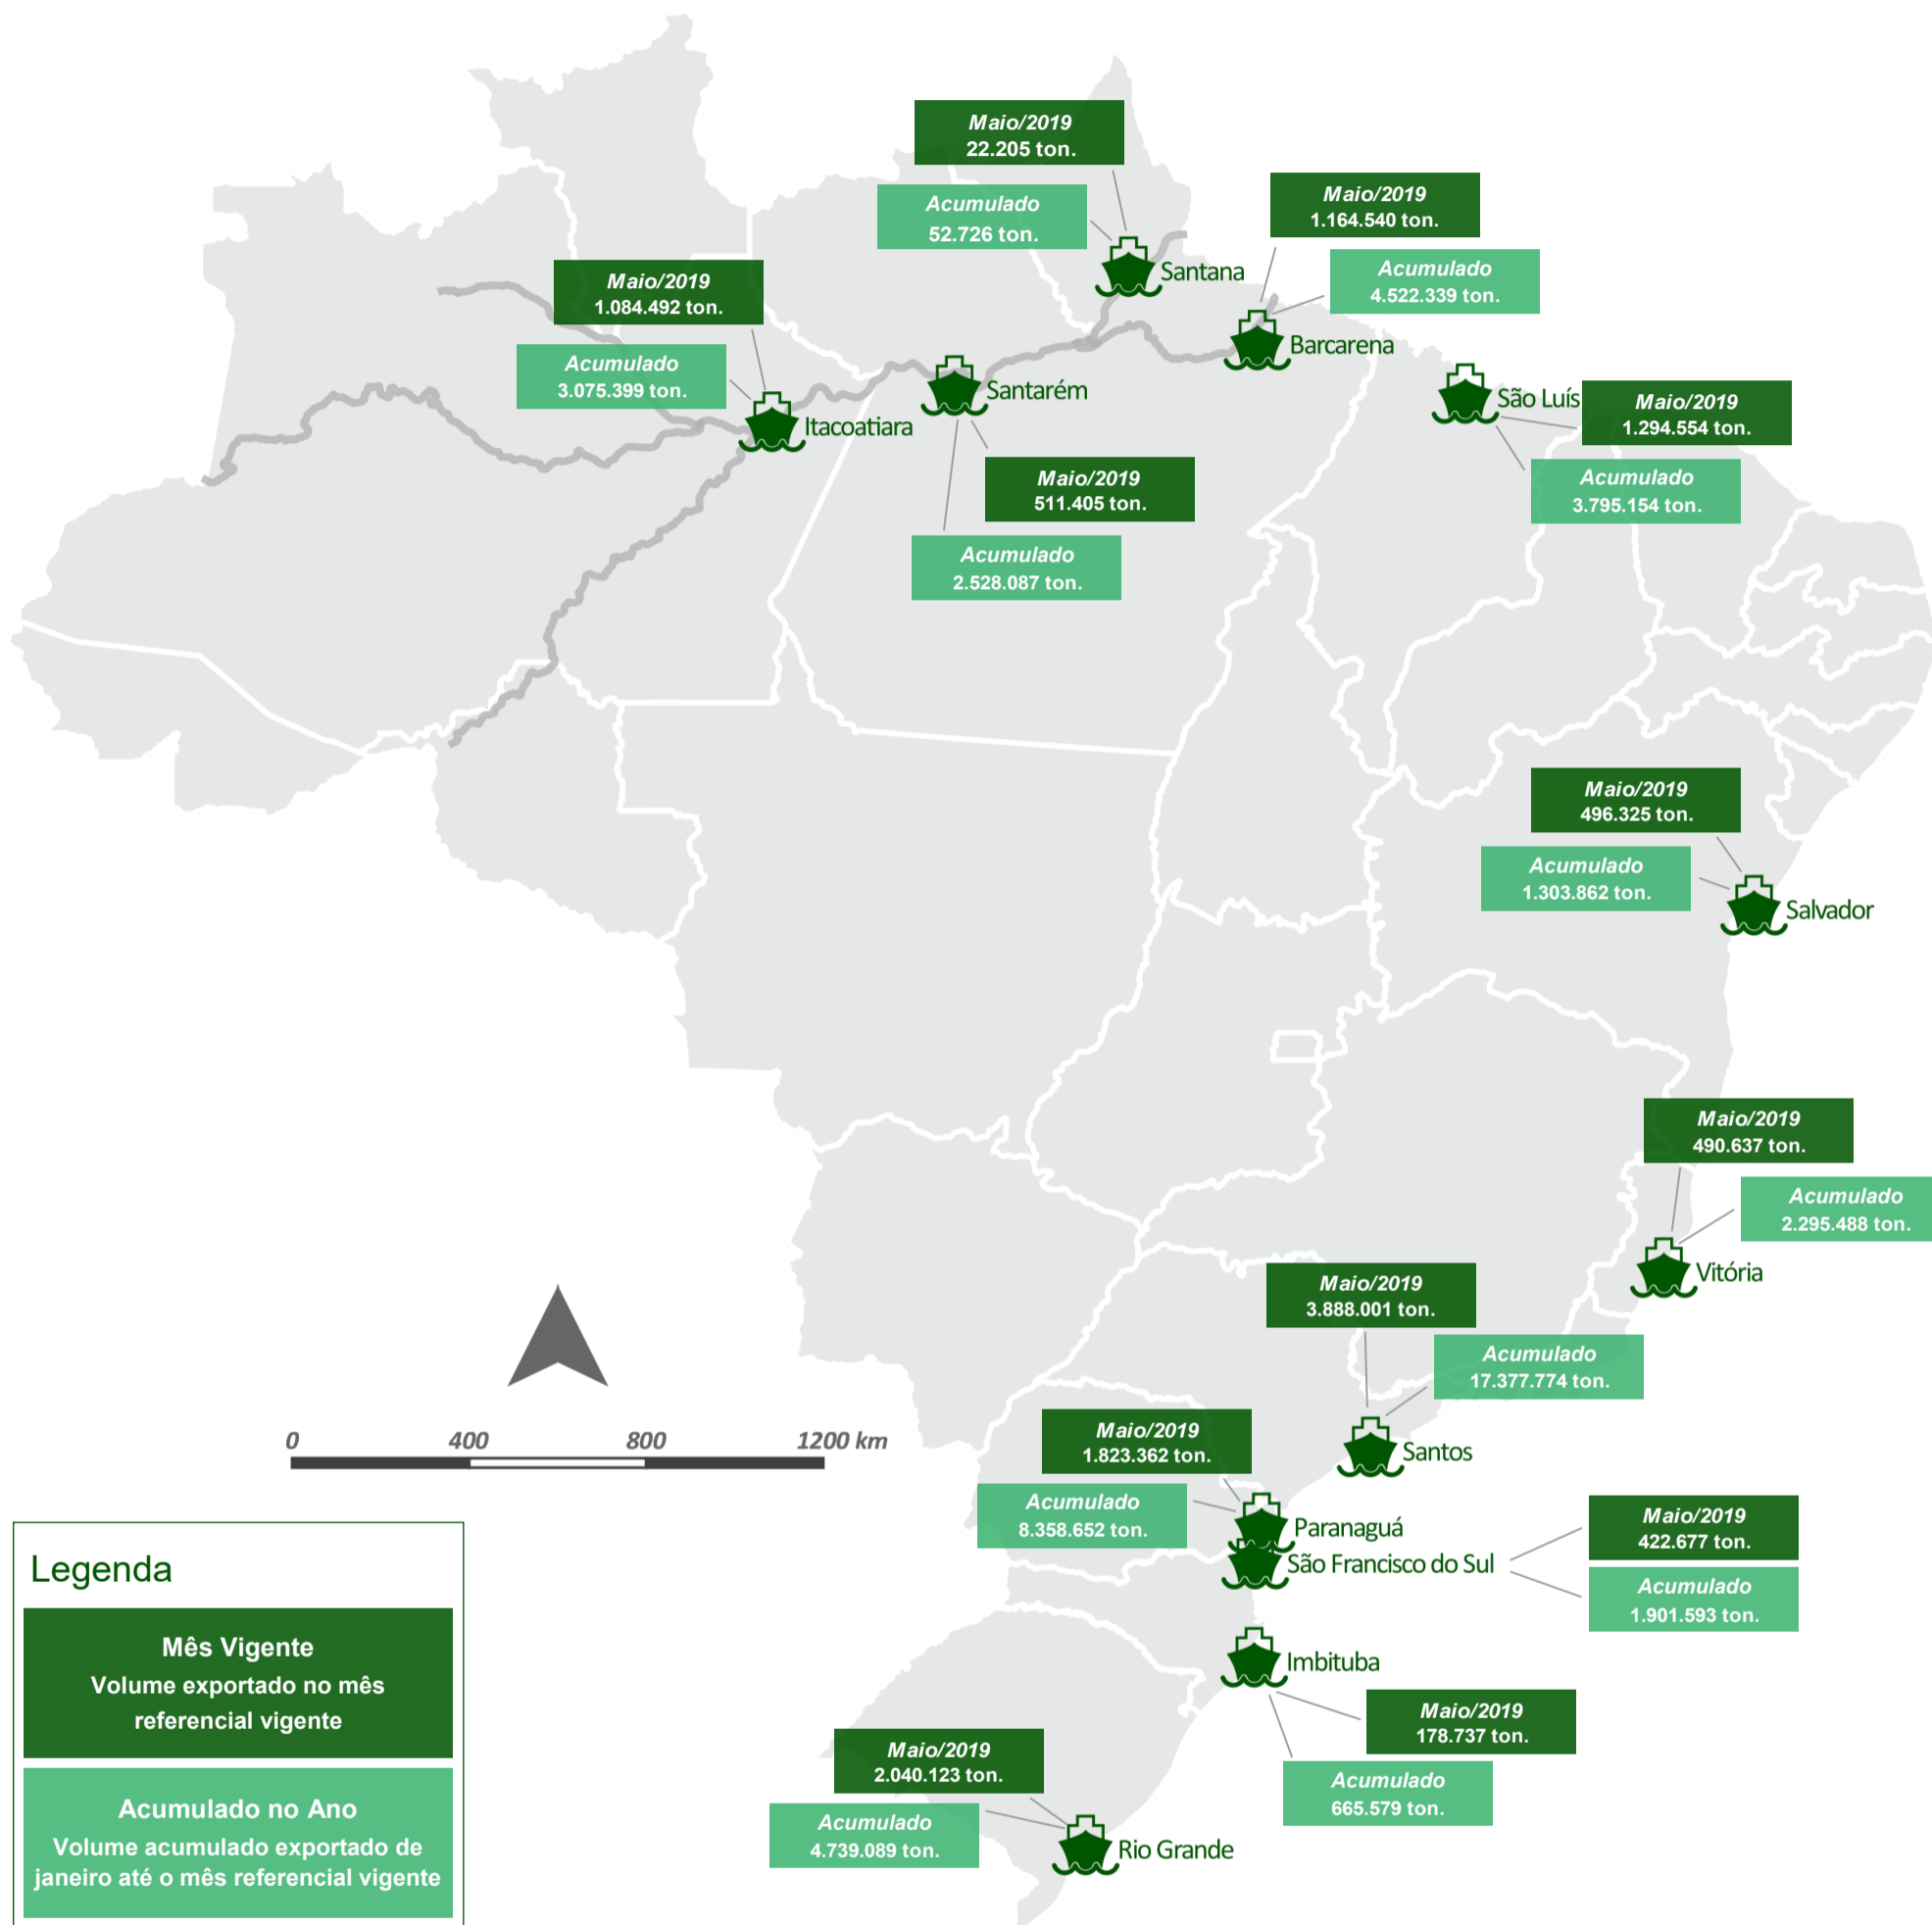 Maio/2019
22.205 ton.
Acumulado
52.726 ton.
Santana
Maio/2019
1.164.540 ton.
Acumulado
4.522.339 ton.
Barcarena
Maio/2019
1.084.492 ton.
Acumulado
3.075.399 ton.
Itacoatiara
Santarém
Maio/2019
511.405 ton.
Acumulado
2.528.087 ton.
São Luís
Maio/2019
1.294.554 ton.
Acumulado
3.795.154 ton.
Maio/2019
496.325 ton.
Acumulado
1.303.862 ton.
Salvador
Maio/2019
490.637 ton.
Acumulado
2.295.488 ton.
Vitória
Maio/2019
3.888.001 ton.
Acumulado
17.377.774 ton.
Santos
Maio/2019
1.823.362 ton.
Acumulado
8.358.652 ton.
Paranaguá
São Francisco do Sul
Maio/2019
422.677 ton.
Acumulado
1.901.593 ton.
Imbituba
Maio/2019
178.737 ton.
Acumulado
665.579 ton.
Maio/2019
2.040.123 ton.
Acumulado
4.739.089 ton.
Rio Grande
0 400 800 1200 km
Legenda
Mês Vigente
Volume exportado no mês
referencial vigente
Acumulado no Ano
Volume acumulado exportado de
janeiro até o mês referencial vigente